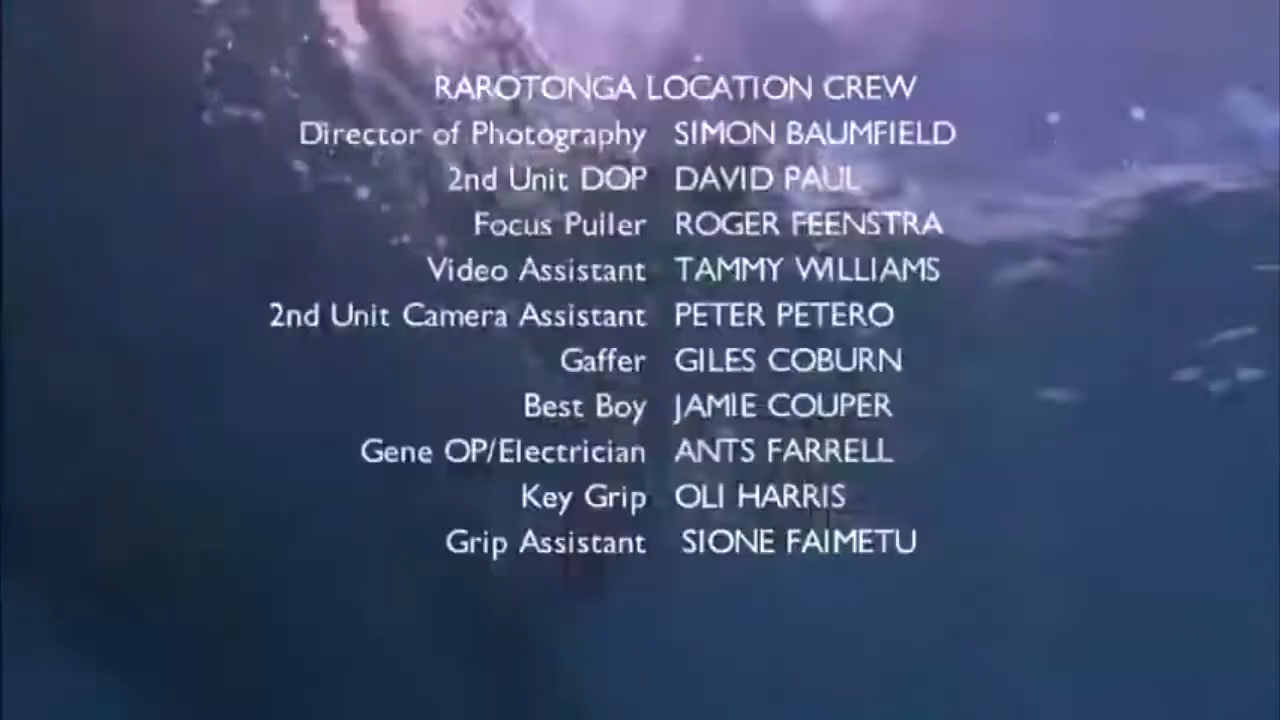 RAROTONGA LOCATION CREW
Director of Photography SIMON BAUMFIELD
2nd Unit DOP DAVID PAUL
Focus Puller ROGER FEENSTRA
Video Assistant TAMMY WILLIAMS
2nd Unit Camera Assistant PETER PETERO
Gaffer GILES COBURN
Best Boy JAMIE COUPER
Gene OP/Electrician ANTS FARRELL
Key Grip OLI HARRIS
Grip Assistant SIONE FAIMETU